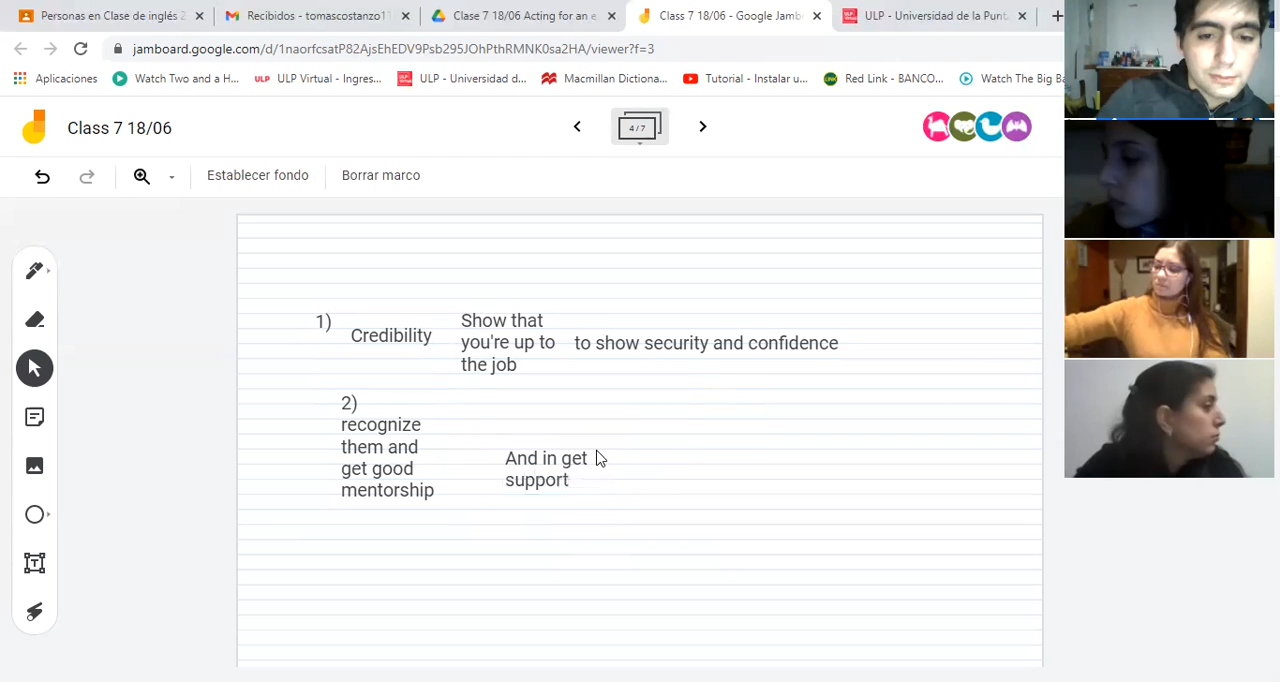 Personas en Clase de inglés 2
Recibidos - tomascostanzo11
Clase 7 18/06 Acting for an e
Class 7 18/06 - Google Jamb
ULP - Universidad de la Punt
jamboard.google.com/d/1naorfcsatP82AjsEhEDV9Psb295JOhPthRMNK0sa2HA/viewer?f=3
Aplicaciones
Watch Two and a H...
ULP Virtual - Ingres...
ULP - Universidad d...
Macmillan Dictiona...
Tutorial - Instalar u...
Red Link - BANCO...
Watch The Big Ba
Class 7 18/06
4/7
Establecer fondo
Borrar marco
1)
Credibility
Show that
you're up to
the job
to show security and confidence
2)
recognize
them and
get good
mentorship
And in get
support